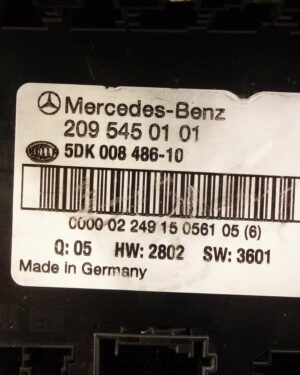 Mercedes-Benz
209 545 01 01
HELLA 5DK 008 486-10
0000 02 249 15 0561 05 (6)
Q: 05 HW: 2802 SW: 3601
Made in Germany